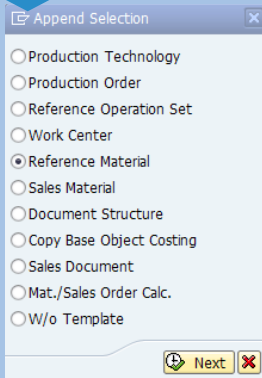 Append Selection
Production Technology
Production Order
Reference Operation Set
Work Center
Reference Material
Sales Material
Document Structure
Copy Base Object Costing
Sales Document
Mat./Sales Order Calc.
W/o Template
Next